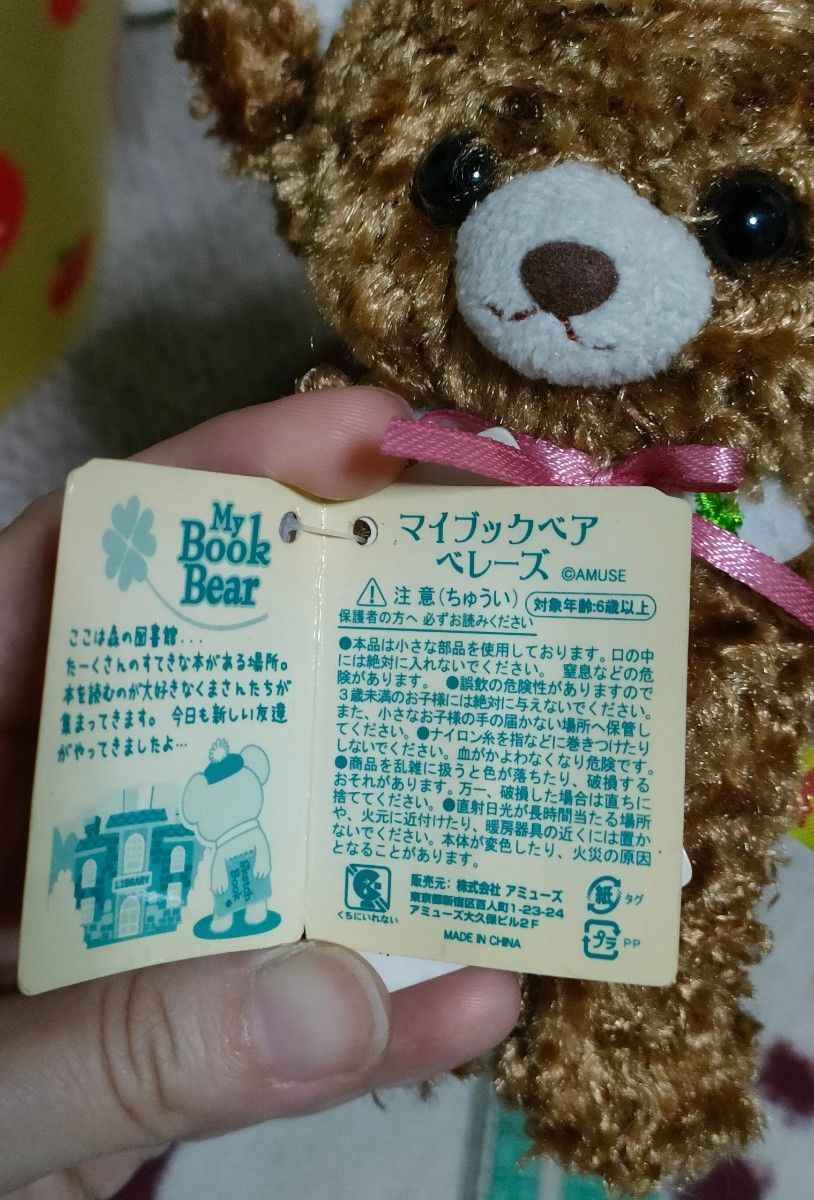 My
Book
Bear
ここは森の図書館...
たーくさんのすてきな本がある場所。
本を読むのが大好きなくまさんたちが
集まってきます。今日も新しい友達
がやってきましたよ…
LIBRARY
Sketch
Book
マイブックベア
ベレーズ ©AMUSE
注意(ちゅうい) 対象年齢:6歳以上
保護者の方へ 必ずお読みください
●本品は小さな部品を使用しております。口の中
には絶対に入れないでください。 窒息などの危
険があります。 ●誤飲の危険性がありますので
3歳未満のお子様には絶対に与えないでください。
また、小さなお子様の手の届かない場所へ保管し
てください。●ナイロン糸を指などに巻きつけたり
しないでください。血がかよわなくなり危険です。
●商品を乱雑に扱うと色が落ちたり、破損する
おそれがあります。万一、破損した場合は直ちに
捨ててください。●直射日光が長時間当たる場所
や、火元に近付けたり、暖房器具の近くには置か
ないでください。本体が変色したり、火災の原因
となることがあります。
くちにいれない
販売元:株式会社 アミューズ
東京都新宿区百人町1-23-24
アミューズ大久保ビル2F
MADE IN CHINA
紙 タグ
プラ PP